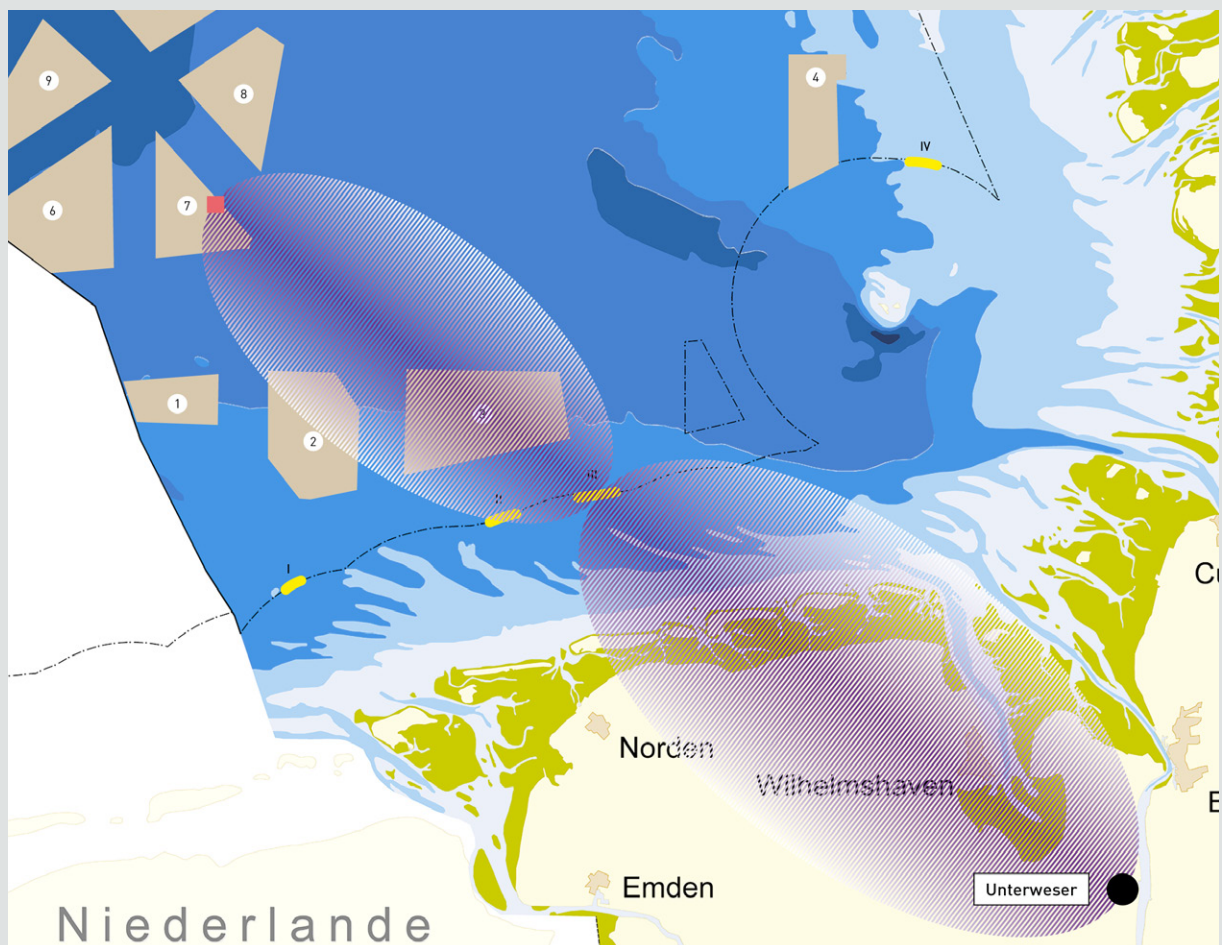 4
9
8
IV
7
6
1
3
2
III
II
I
Norden
Wilhelmshaven
Emden
Unterweser
Niederlande